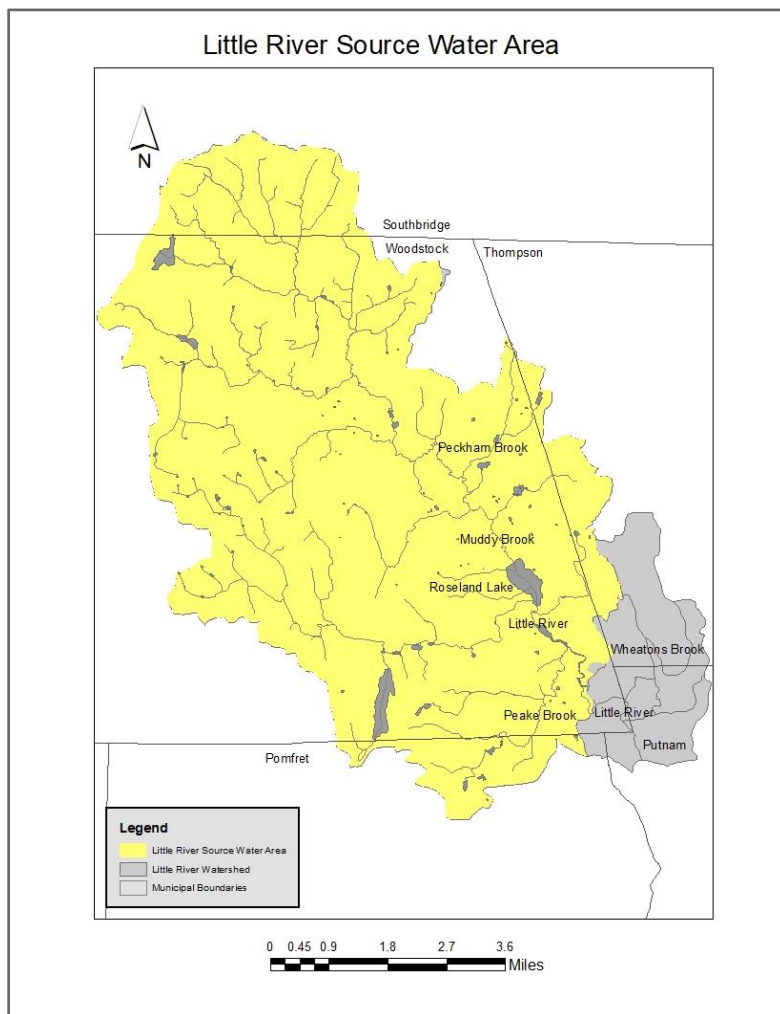 Little River Source Water Area
N
Southbridge
Woodstock
Thompson
Peckham Brook
Muddy Brook
Roseland Lake
Little River
Wheatons Brook
Peake Brook
Little River
Putnam
Pomfret
Legend
Little River Source Water Area
Little River Watershed
Municipal Boundaries
0 0.45 0.9 1.8 2.7 3.6
Miles